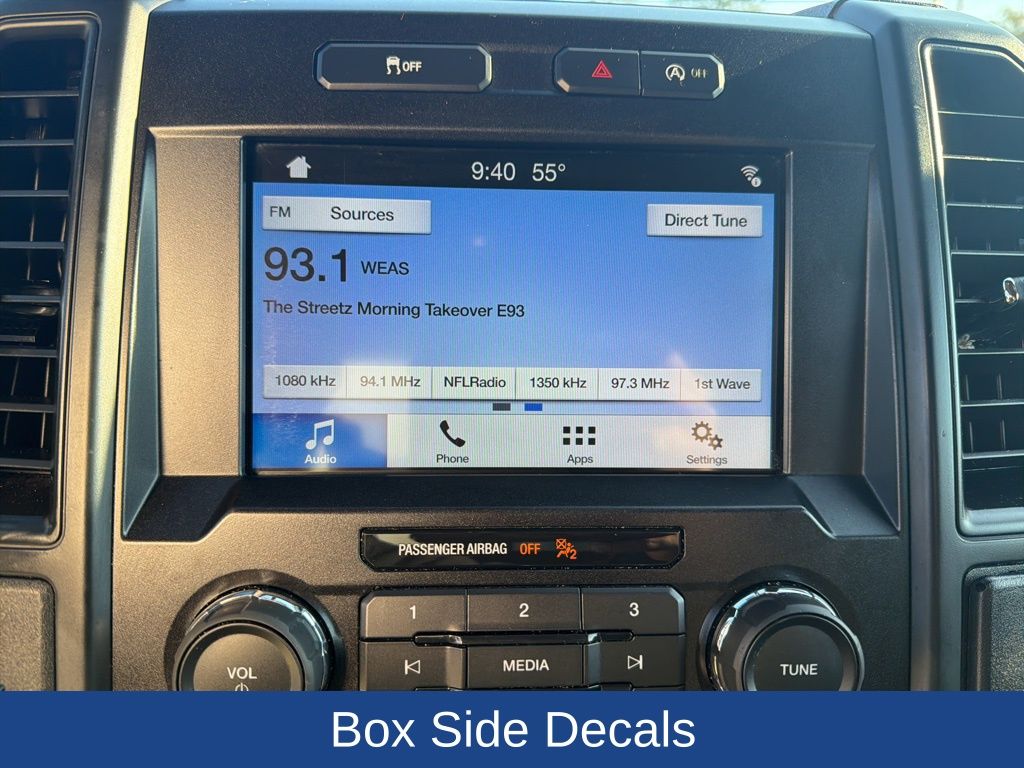 OFF
A OFF
9:40 55°
FM Sources
Direct Tune
93.1 WEAS
The Streetz Morning Takeover E93
1080 kHz 94.1 MHz NFLRadio 1350 kHz 97.3 MHz 1st Wave
Audio Phone Apps Settings
PASSENGER AIRBAG OFF 2
1 2 3
VOL MEDIA TUNE
Box Side Decals